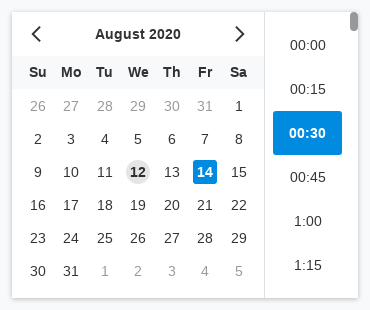 August 2020
Su Mo Tu We Th Fr Sa
26 27 28 29 30 31 1
2 3 4 5 6 7 8
9 10 11 12 13 14 15
16 17 18 19 20 21 22
23 24 25 26 27 28 29
30 31 1 2 3 4 5
00:00
00:15
00:30
00:45
1:00
1:15